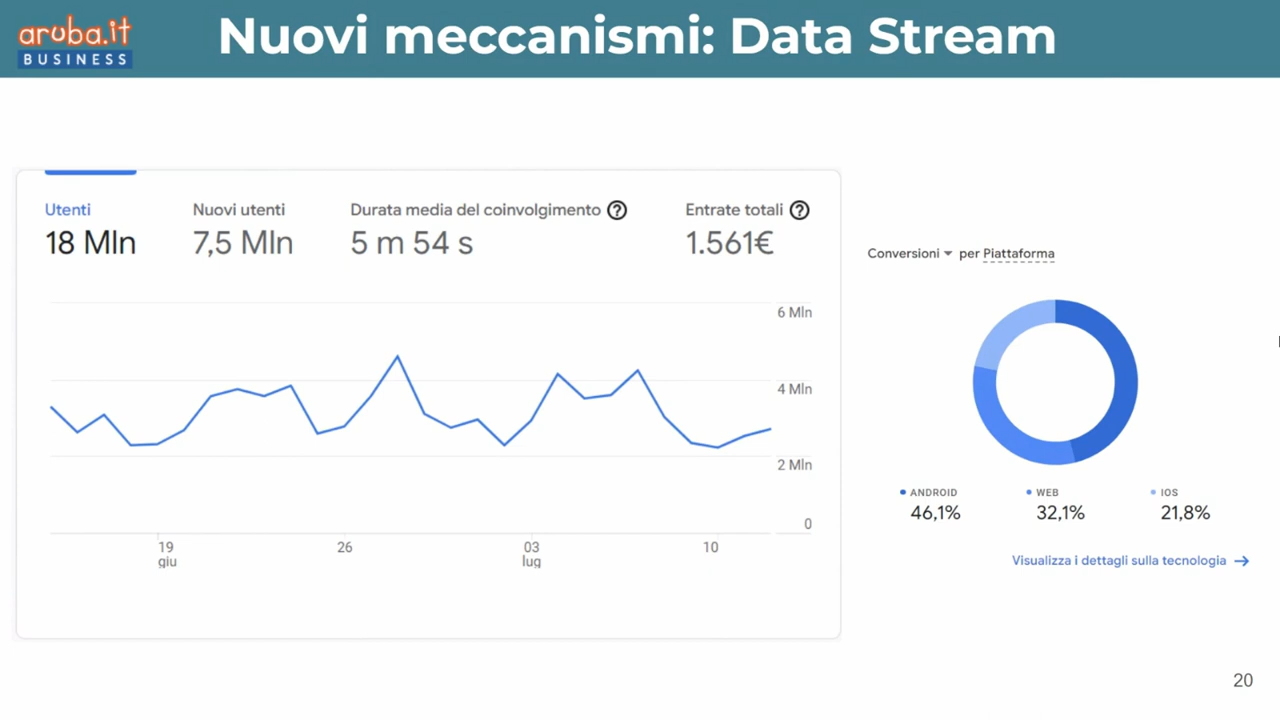 aruba.it
BUSINESS
Nuovi meccanismi: Data Stream
Utenti
18 Mln
Nuovi utenti
7,5 Mln
Durata media del coinvolgimento ?
5 m 54 s
Entrate totali ?
1.561€
6 Mln
4 Mln
2 Mln
0
19
giu
26
03
lug
10
Conversioni per Piattaforma
ANDROID
46,1%
WEB
32,1%
IOS
21,8%
Visualizza i dettagli sulla tecnologia →
20